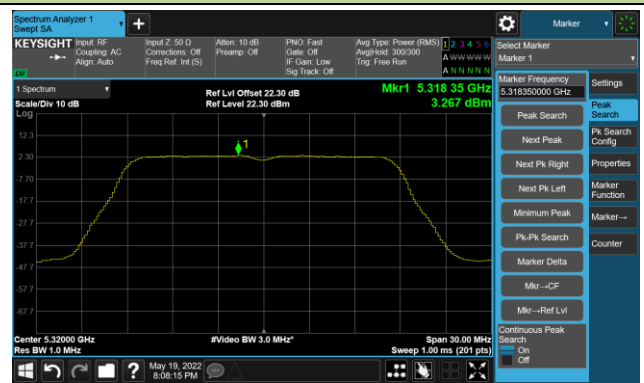 Spectrum Analyzer 1
Swept SA
Marker
KEYSIGHT
Input: RF
Coupling: AC
Align: Auto
Input Z: 50 Ω
Corrections: Off
Freq Ref: Int (S)
Atten: 10 dB
Preamp: Off
PNO: Fast
Gate: Off
IF Gain: Low
Sig Track: Off
Avg Type: Power (RMS)
Avg|Hold: 300/300
Trig: Free Run
1 2 3 4 5 6
A W W W W W
A N N N N N
LVI
Select Marker
Marker 1
1 Spectrum
Scale/Div 10 dB
Log
Ref Lvl Offset 22.30 dB
Ref Level 22.30 dBm
Mkr1 5.318 35 GHz
3.267 dBm
1
12.3
2.30
-7.70
-17.7
-27.7
-37.7
-47.7
-57.7
-67.7
Center 5.32000 GHz
Res BW 1.0 MHz
#Video BW 3.0 MHz*
Span 30.00 MHz
Sweep 1.00 ms (201 pts)
Marker Frequency
5.318350000 GHz
Peak Search
Next Peak
Next Pk Right
Next Pk Left
Minimum Peak
Pk-Pk Search
Marker Delta
Mkr→CF
Mkr→Ref Lvl
Continuous Peak
Search
On
Off
Settings
Peak
Search
Pk Search
Config
Properties
Marker
Function
Marker→
Counter
?
May 19, 2022
8:08:15 PM